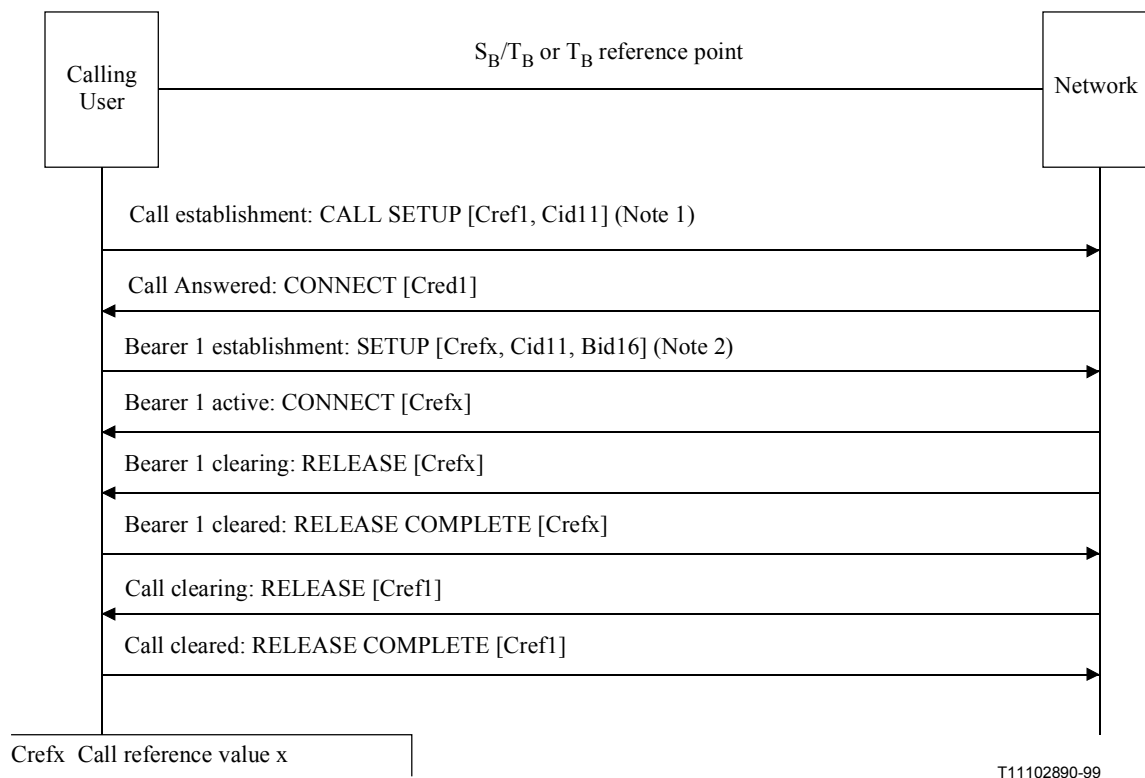 S_B/T_B or T_B reference point
Calling
User
Network
Call establishment: CALL SETUP [Cref1, Cid11] (Note 1)
Call Answered: CONNECT [Cred1]
Bearer 1 establishment: SETUP [Crefx, Cid11, Bid16] (Note 2)
Bearer 1 active: CONNECT [Crefx]
Bearer 1 clearing: RELEASE [Crefx]
Bearer 1 cleared: RELEASE COMPLETE [Crefx]
Call clearing: RELEASE [Cref1]
Call cleared: RELEASE COMPLETE [Cref1]
Crefx Call reference value x
T11102890-99